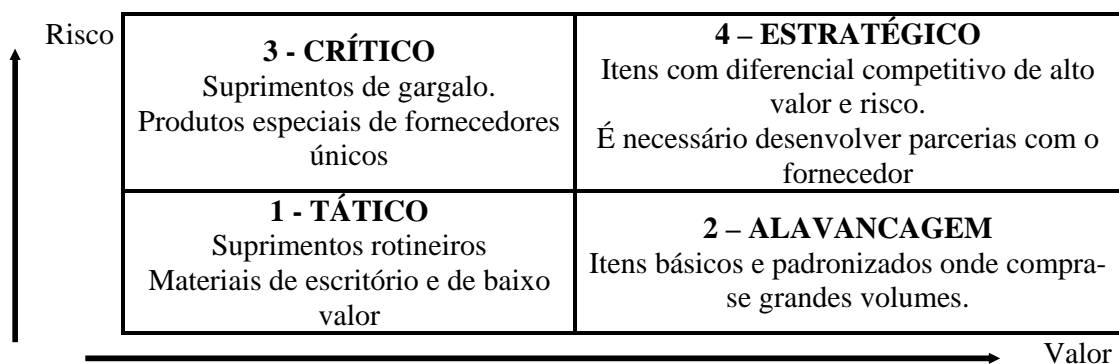 Risco
3 - CRÍTICO
Suprimentos de gargalo.
Produtos especiais de fornecedores
únicos
4 – ESTRATÉGICO
Itens com diferencial competitivo de alto
valor e risco.
É necessário desenvolver parcerias com o
fornecedor
1 - TÁTICO
Suprimentos rotineiros
Materiais de escritório e de baixo
valor
2 – ALAVANCAGEM
Itens básicos e padronizados onde compra-
se grandes volumes.
Valor